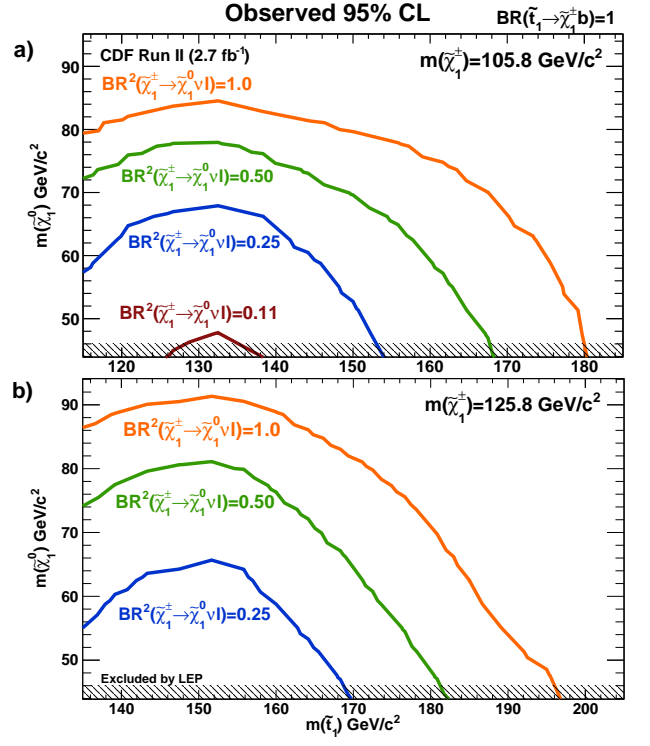 Observed 95% CL
BR(t̃₁→χ̃₁±b)=1
a)
CDF Run II (2.7 fb⁻¹)
m(χ̃₁±)=105.8 GeV/c²
BR²(χ̃₁±→χ̃₁⁰νl)=1.0
BR²(χ̃₁±→χ̃₁⁰νl)=0.50
BR²(χ̃₁±→χ̃₁⁰νl)=0.25
BR²(χ̃₁±→χ̃₁⁰νl)=0.11
m(χ̃₁⁰) GeV/c²
90
80
70
60
50
120 130 140 150 160 170 180
b)
m(χ̃₁±)=125.8 GeV/c²
BR²(χ̃₁±→χ̃₁⁰νl)=1.0
BR²(χ̃₁±→χ̃₁⁰νl)=0.50
BR²(χ̃₁±→χ̃₁⁰νl)=0.25
Excluded by LEP
m(χ̃₁⁰) GeV/c²
90
80
70
60
50
140 150 160 170 180 190 200
m(t̃₁) GeV/c²